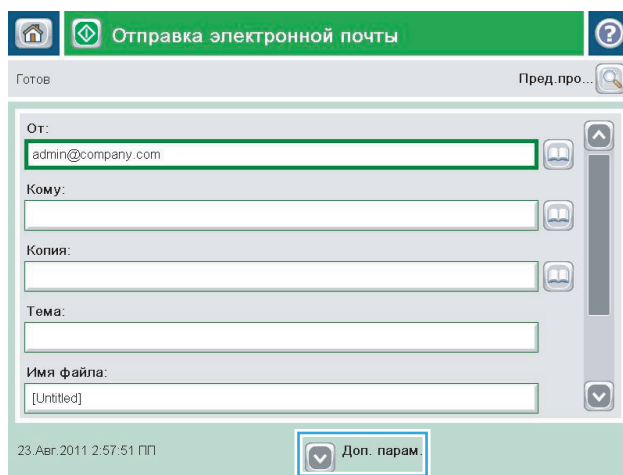 Отправка электронной почты
Готов
Пред.про...
От:
admin@company.com
Кому:
Копия:
Тема:
Имя файла:
[Untitled]
23.Авг.2011 2:57:51 ПП
Доп. парам.